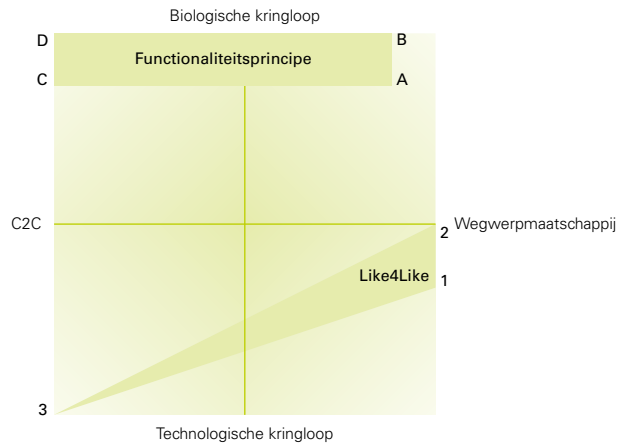 Biologische kringloop
D
B
Functionaliteitsprincipe
C
A
C2C
Wegwerpmaatschappij
2
Like4Like
1
3
Technologische kringloop